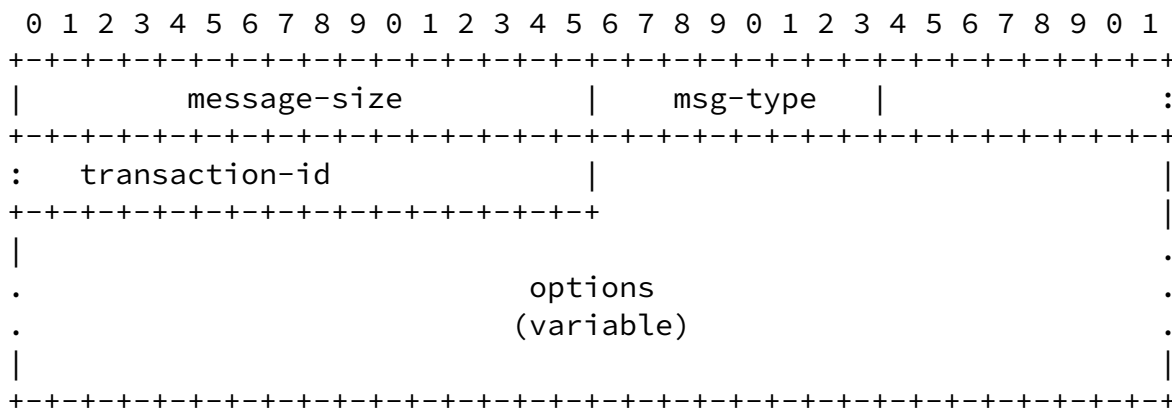 0 1 2 3 4 5 6 7 8 9 0 1 2 3 4 5 6 7 8 9 0 1 2 3 4 5 6 7 8 9 0 1
+-+-+-+-+-+-+-+-+-+-+-+-+-+-+-+-+-+-+-+-+-+-+-+-+-+-+-+-+-+-+-+-+
|         message-size          |    msg-type   |               :
+-+-+-+-+-+-+-+-+-+-+-+-+-+-+-+-+-+-+-+-+-+-+-+-+-+-+-+-+-+-+-+-+
:   transaction-id              |                               |
+-+-+-+-+-+-+-+-+-+-+-+-+-+-+-+-+                               |
|                                                               .
.                            options                            .
.                           (variable)                          .
|                                                               |
+-+-+-+-+-+-+-+-+-+-+-+-+-+-+-+-+-+-+-+-+-+-+-+-+-+-+-+-+-+-+-+-+